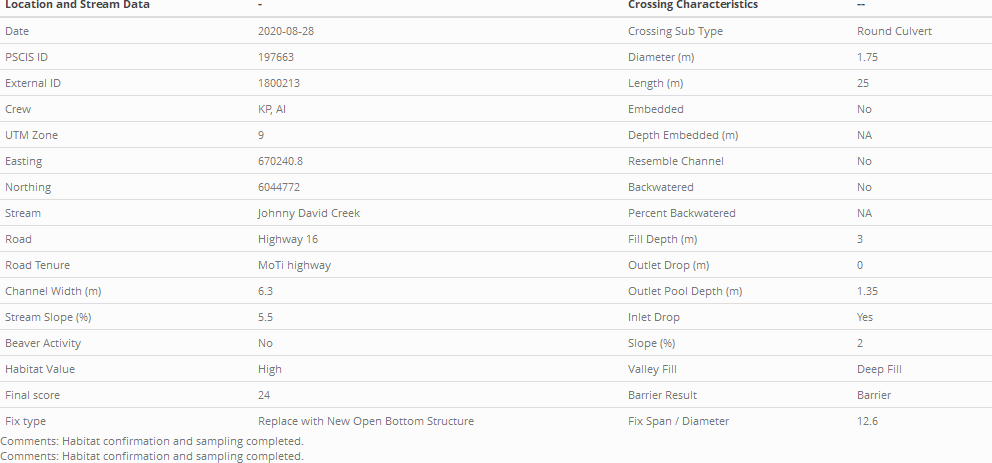 Location and Stream Data - Crossing Characteristics --
Date 2020-08-28 Crossing Sub Type Round Culvert
PSCIS ID 197663 Diameter (m) 1.75
External ID 1800213 Length (m) 25
Crew KP, AI Embedded No
UTM Zone 9 Depth Embedded (m) NA
Easting 670240.8 Resemble Channel No
Northing 6044772 Backwatered No
Stream Johnny David Creek Percent Backwatered NA
Road Highway 16 Fill Depth (m) 3
Road Tenure MoTi highway Outlet Drop (m) 0
Channel Width (m) 6.3 Outlet Pool Depth (m) 1.35
Stream Slope (%) 5.5 Inlet Drop Yes
Beaver Activity No Slope (%) 2
Habitat Value High Valley Fill Deep Fill
Final score 24 Barrier Result Barrier
Fix type Replace with New Open Bottom Structure Fix Span / Diameter 12.6
Comments: Habitat confirmation and sampling completed.
Comments: Habitat confirmation and sampling completed.